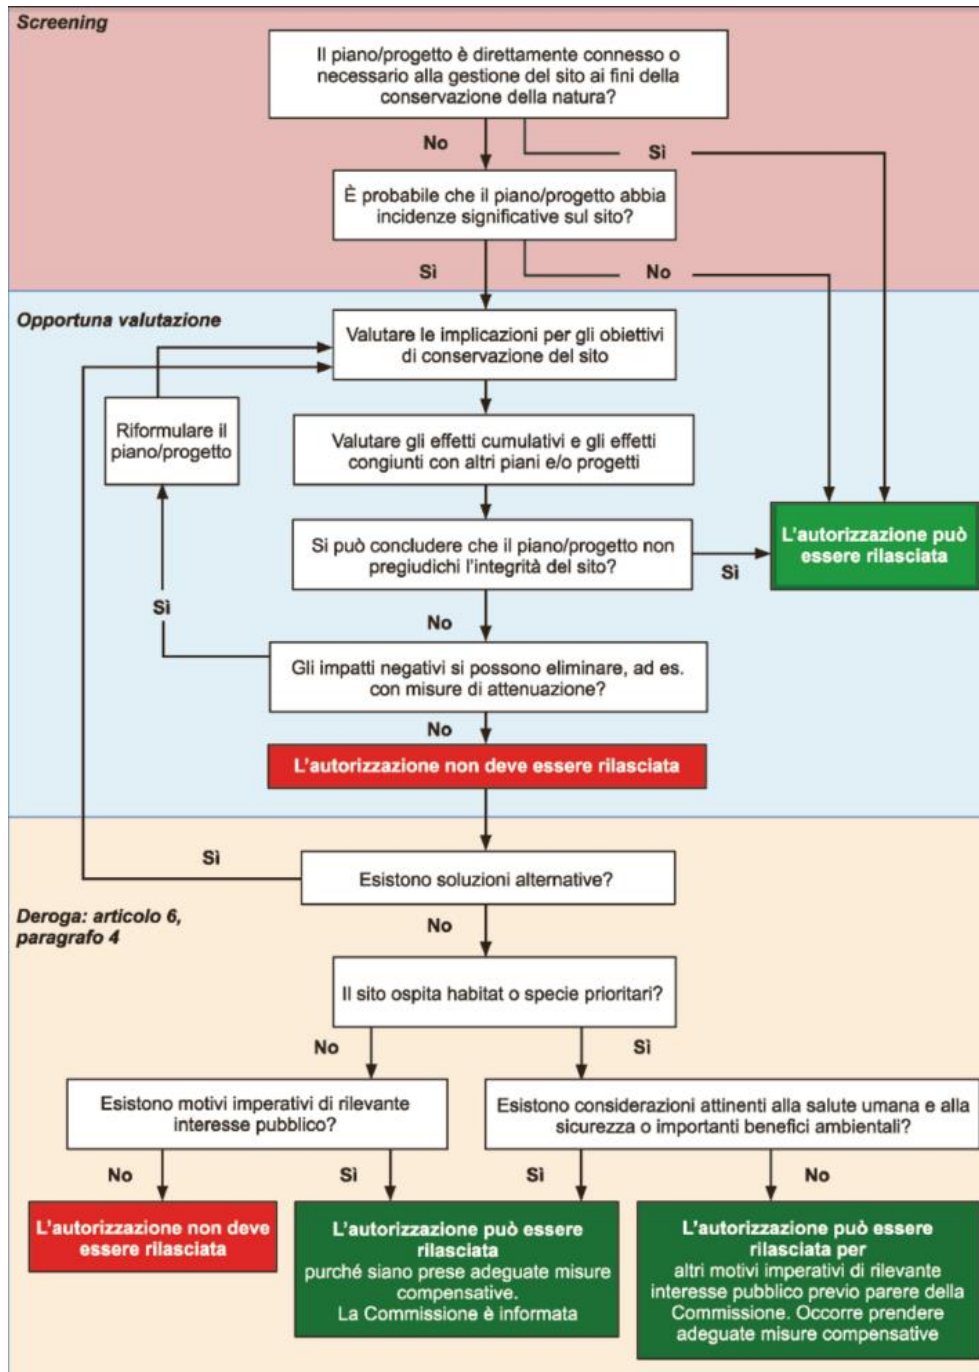 Screening
Il piano/progetto è direttamente connesso o
necessario alla gestione del sito ai fini della
conservazione della natura?
No
Sì
È probabile che il piano/progetto abbia
incidenze significative sul sito?
Sì
No
Opportuna valutazione
Valutare le implicazioni per gli obiettivi
di conservazione del sito
Riformulare il
piano/progetto
Valutare gli effetti cumulativi e gli effetti
congiunti con altri piani e/o progetti
L'autorizzazione può
essere rilasciata
Si può concludere che il piano/progetto non
pregiudichi l'integrità del sito?
Sì
Sì
No
Gli impatti negativi si possono eliminare, ad es.
con misure di attenuazione?
No
L'autorizzazione non deve essere rilasciata
Sì
Esistono soluzioni alternative?
Deroga: articolo 6,
paragrafo 4
No
Il sito ospita habitat o specie prioritari?
No
Sì
Esistono motivi imperativi di rilevante
interesse pubblico?
Esistono considerazioni attinenti alla salute umana e alla
sicurezza o importanti benefici ambientali?
No
Sì
Sì
No
L'autorizzazione non deve
essere rilasciata
L'autorizzazione può essere
rilasciata
purché siano prese adeguate misure
compensative.
La Commissione è informata
L'autorizzazione può essere
rilasciata per
altri motivi imperativi di rilevante
interesse pubblico previo parere della
Commissione. Occorre prendere
adeguate misure compensative